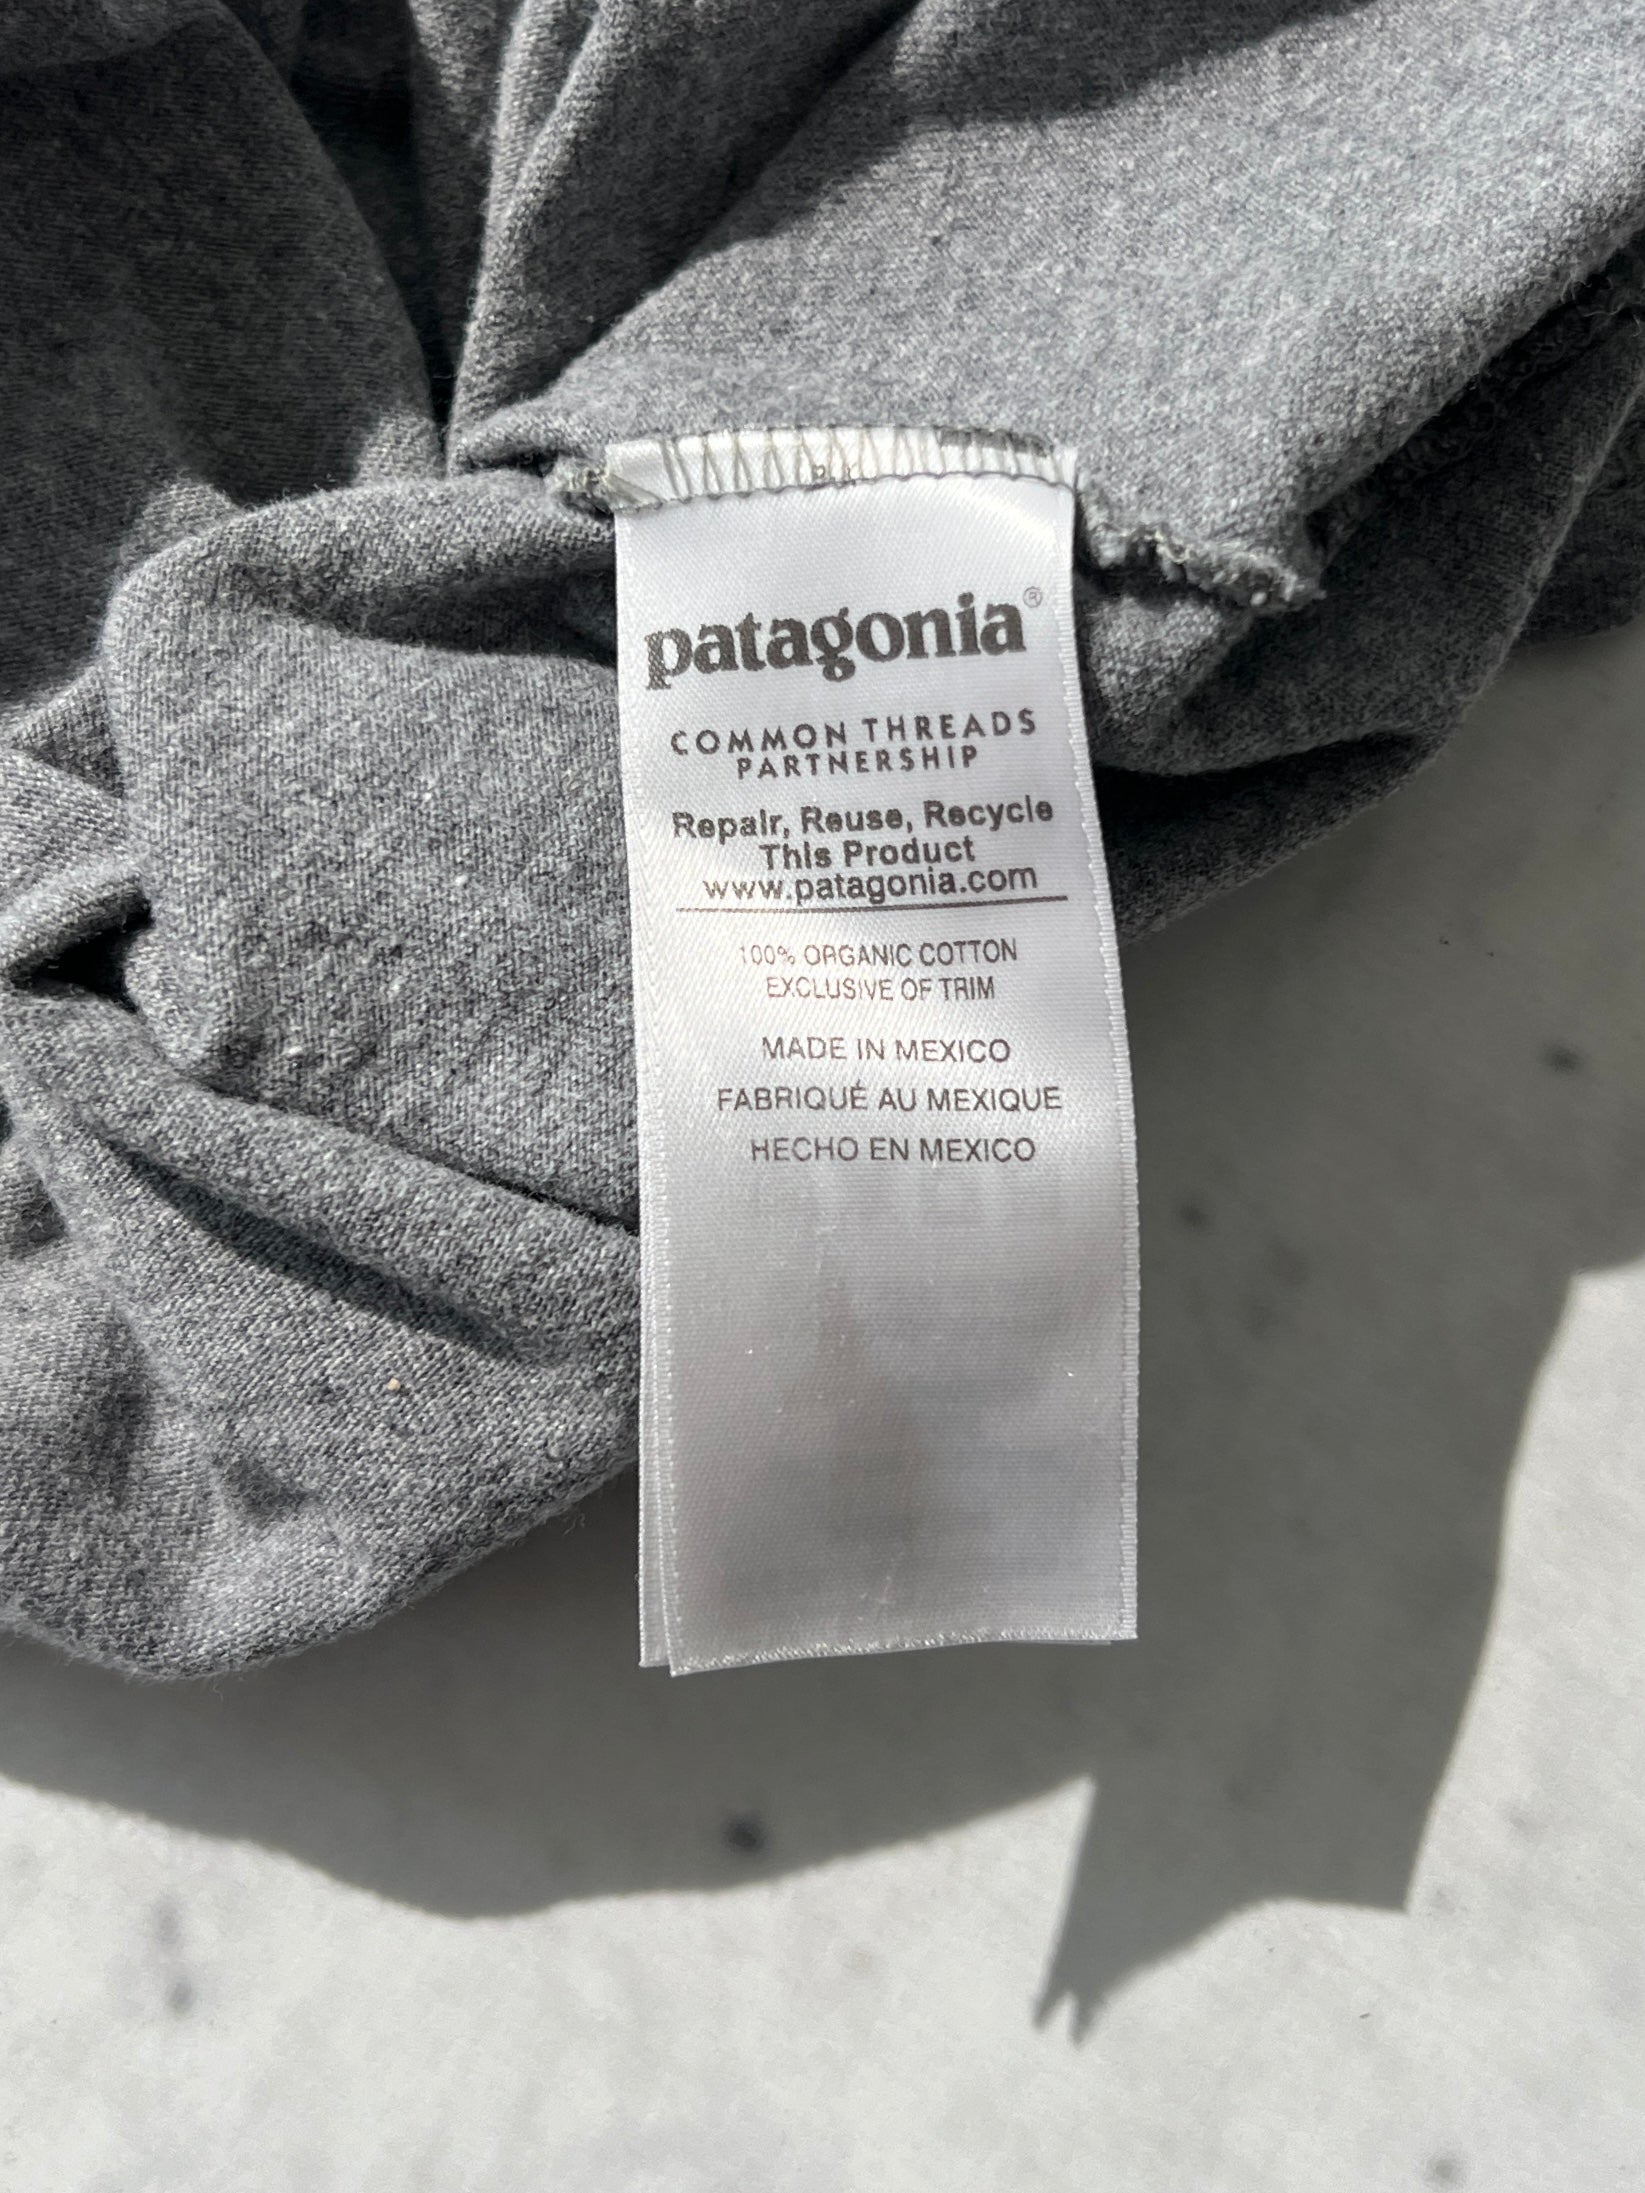 patagonia®
COMMON THREADS
PARTNERSHIP
Repair, Reuse, Recycle
This Product
www.patagonia.com
100% ORGANIC COTTON
EXCLUSIVE OF TRIM
MADE IN MEXICO
FABRIQUÉ AU MEXIQUE
HECHO EN MEXICO